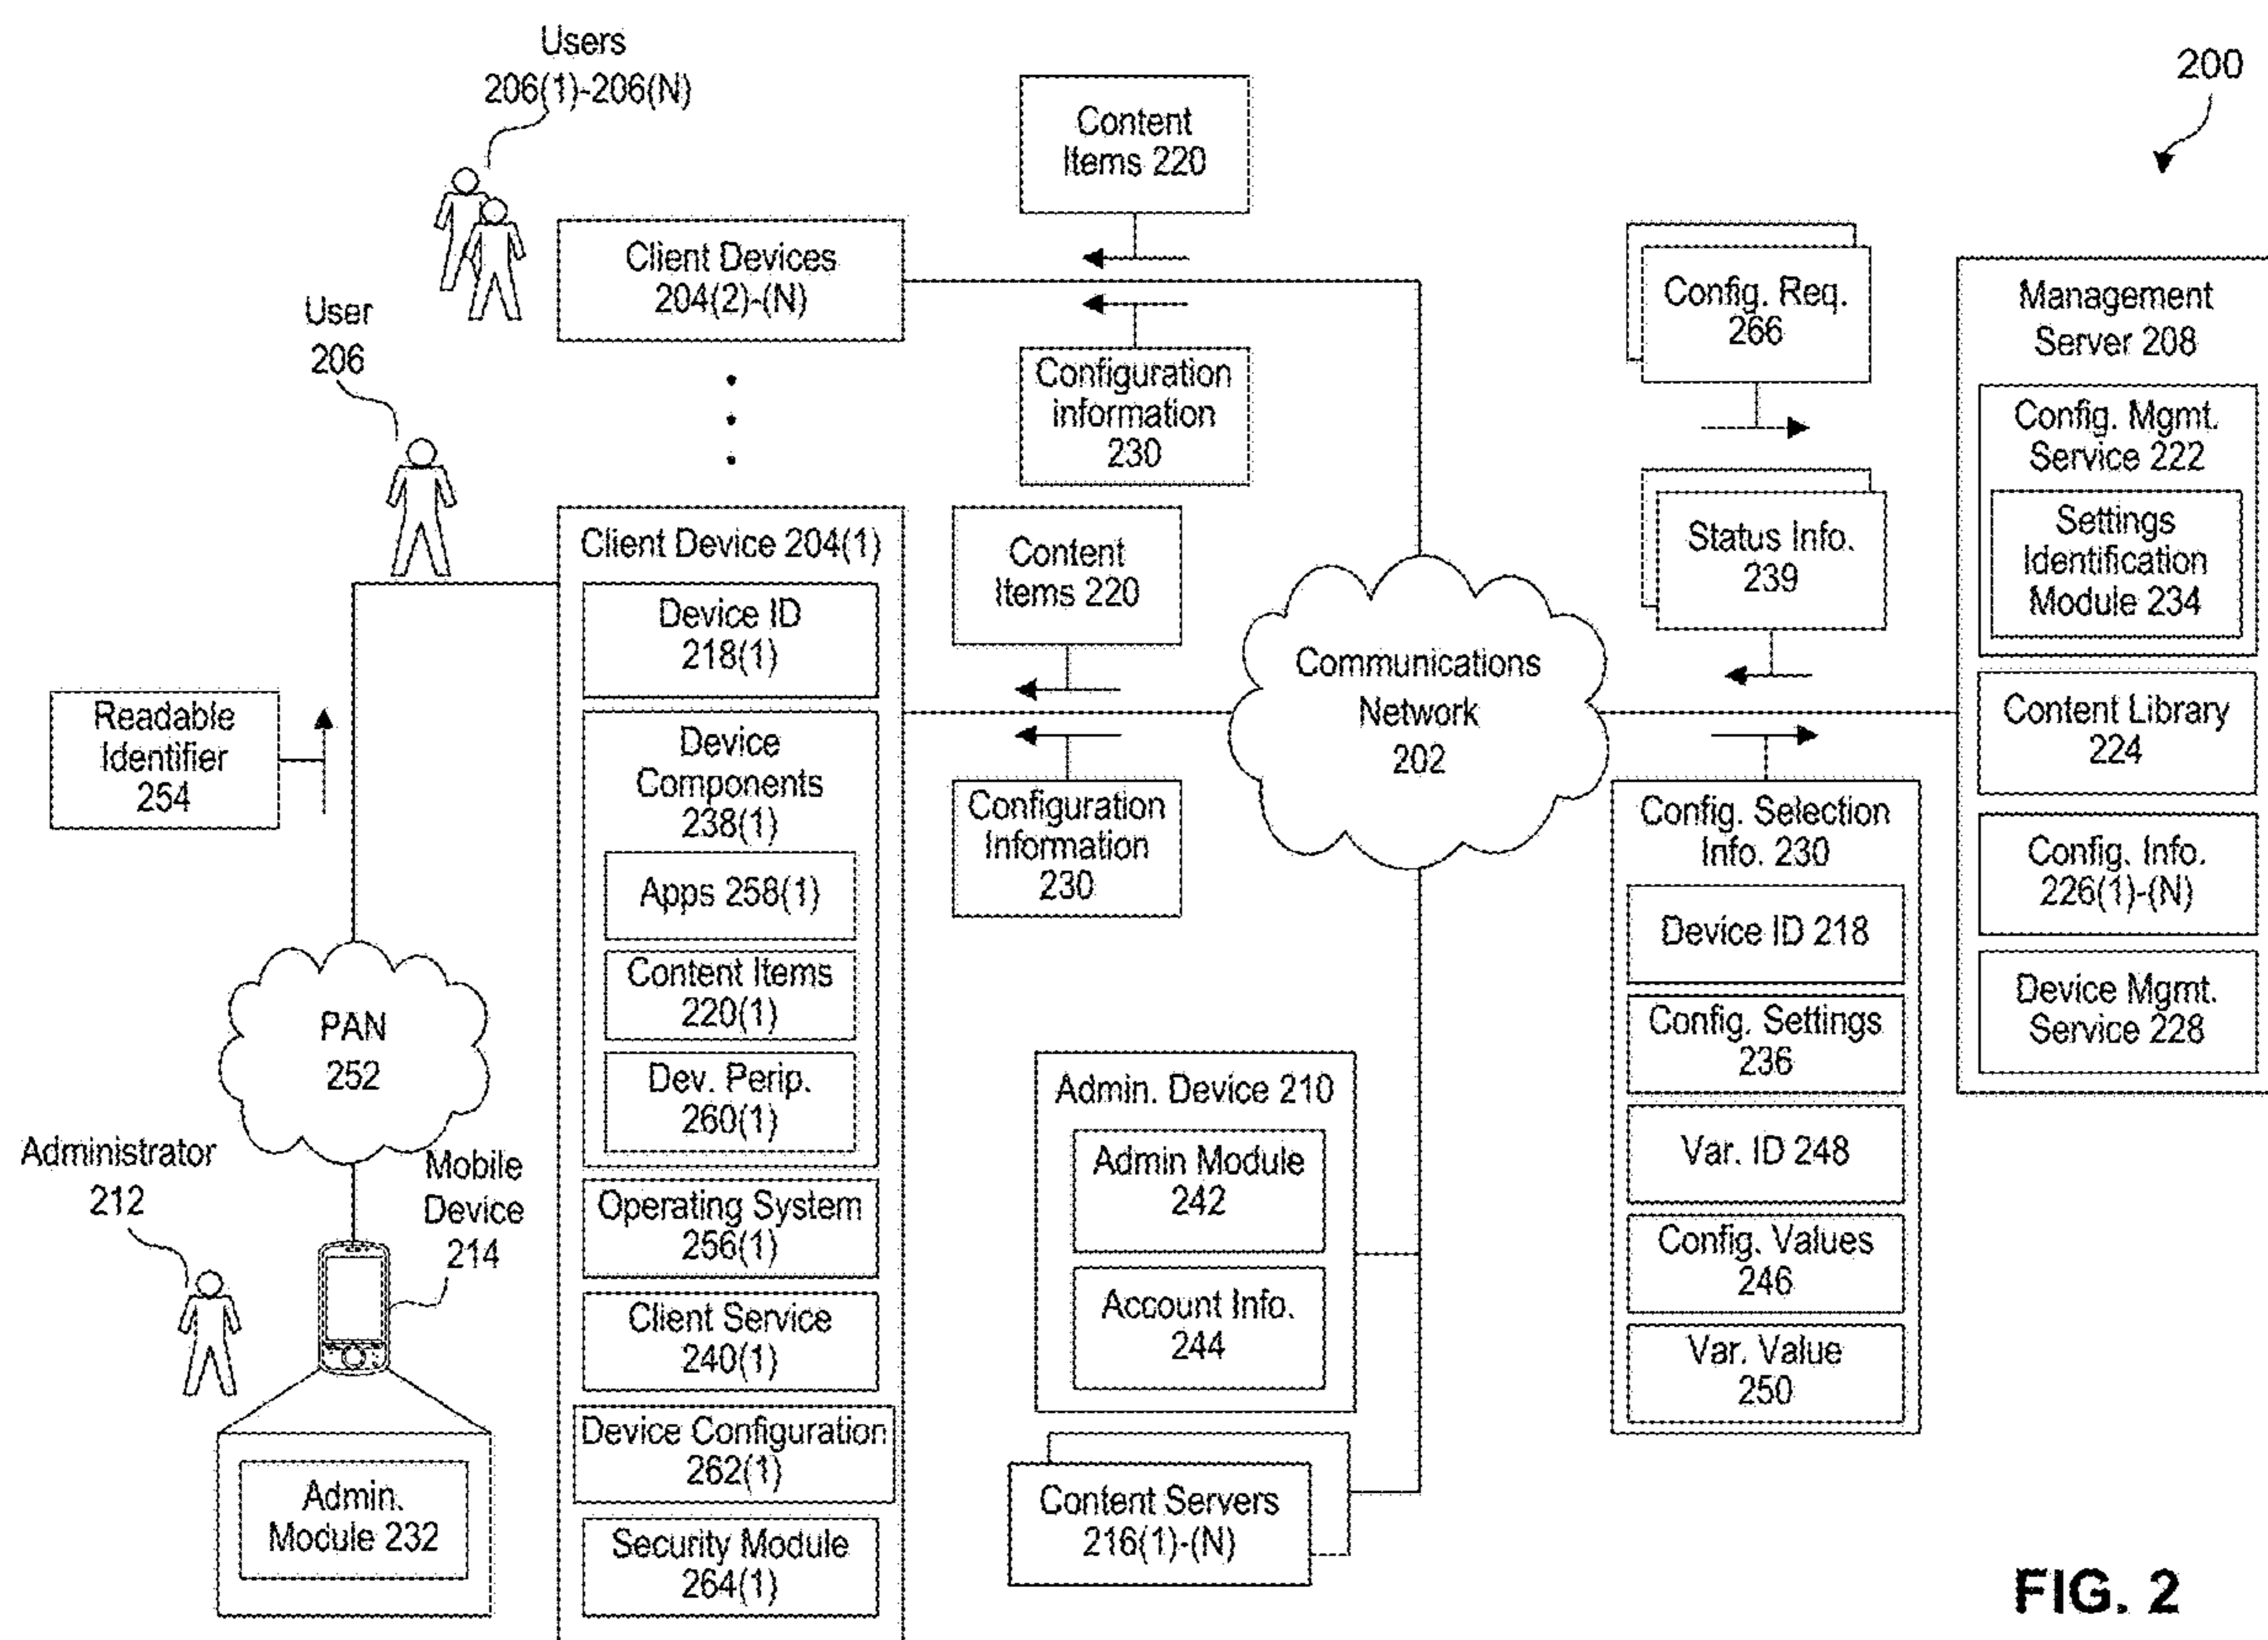 Users
206(1)-206(N)
200
Content
Items 220
Client Devices
204(2)-(N)
User
206
Configuration
information
230
Config. Req.
266
Status Info.
239
Management
Server 208
Config. Mgmt.
Service 222
Settings
Identification
Module 234
Content Library
224
Config. Info.
226(1)-(N)
Device Mgmt.
Service 228
Client Device 204(1)
Device ID
218(1)
Device
Components
238(1)
Apps 258(1)
Content Items
220(1)
Dev. Perip.
260(1)
Operating System
256(1)
Client Service
240(1)
Device Configuration
262(1)
Security Module
264(1)
Content
Items 220
Configuration
Information
230
Communications
Network
202
Readable
Identifier
254
PAN
252
Administrator
212
Mobile
Device
214
Admin.
Module 232
Admin. Device 210
Admin Module
242
Account Info.
244
Content Servers
216(1)-(N)
Config. Selection
Info. 230
Device ID 218
Config. Settings
236
Var. ID 248
Config. Values
246
Var. Value
250
FIG. 2